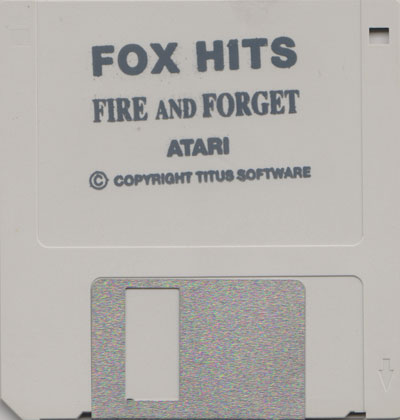 FOX HITS
FIRE AND FORGET
ATARI
© COPYRIGHT TITUS SOFTWARE